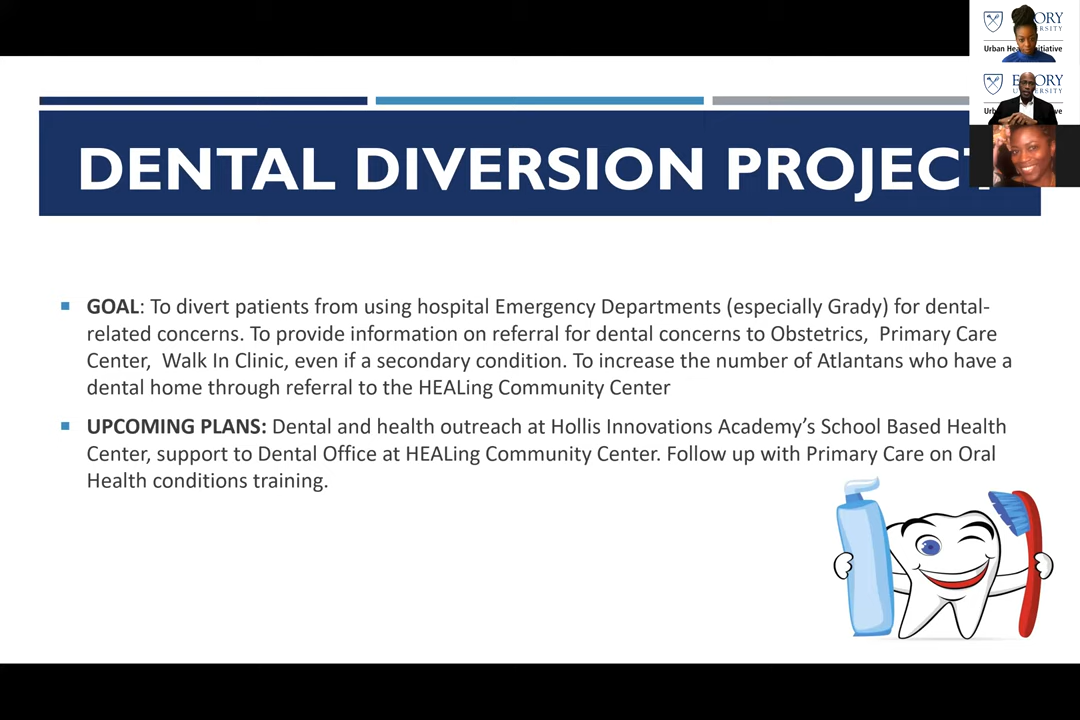 DENTAL DIVERSION PROJECT
GOAL: To divert patients from using hospital Emergency Departments (especially Grady) for dental-
related concerns. To provide information on referral for dental concerns to Obstetrics, Primary Care
Center, Walk In Clinic, even if a secondary condition. To increase the number of Atlantans who have a
dental home through referral to the HEALing Community Center
UPCOMING PLANS: Dental and health outreach at Hollis Innovations Academy’s School Based Health
Center, support to Dental Office at HEALing Community Center. Follow up with Primary Care on Oral
Health conditions training.
Urban